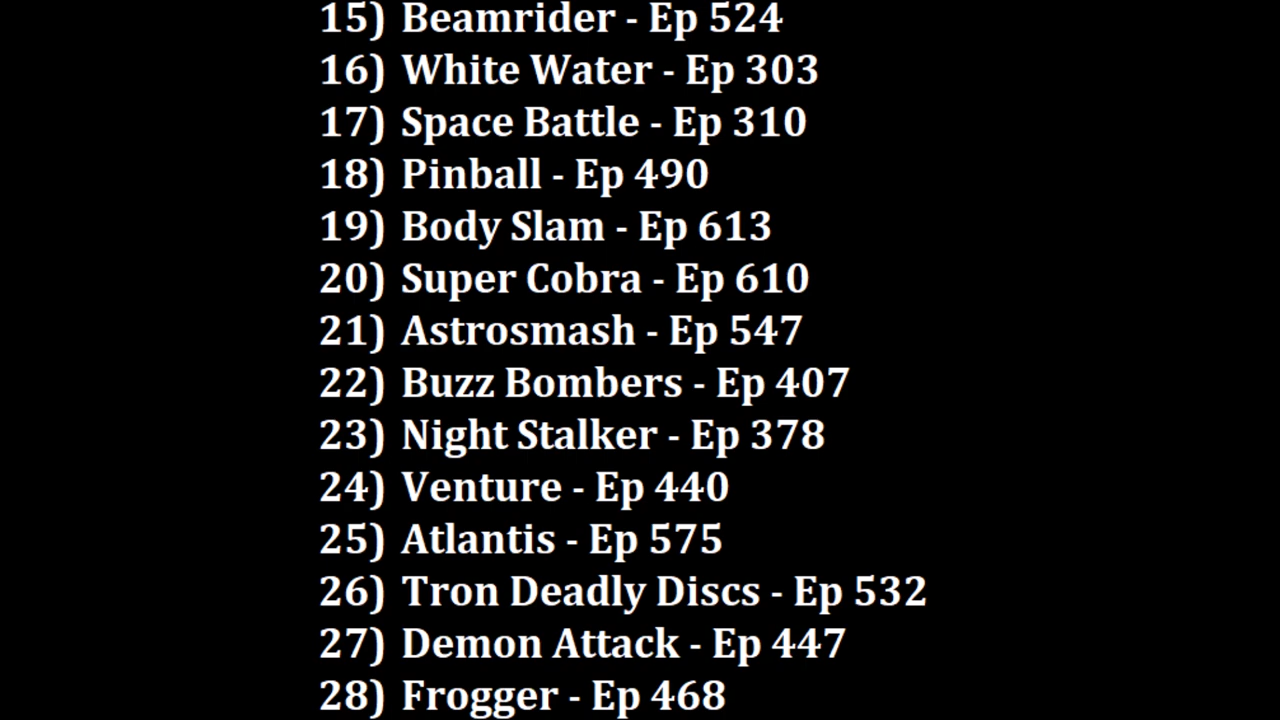 15) Beamrider - Ep 524
16) White Water - Ep 303
17) Space Battle - Ep 310
18) Pinball - Ep 490
19) Body Slam - Ep 613
20) Super Cobra - Ep 610
21) Astrosmash - Ep 547
22) Buzz Bombers - Ep 407
23) Night Stalker - Ep 378
24) Venture - Ep 440
25) Atlantis - Ep 575
26) Tron Deadly Discs - Ep 532
27) Demon Attack - Ep 447
28) Frogger - Ep 468